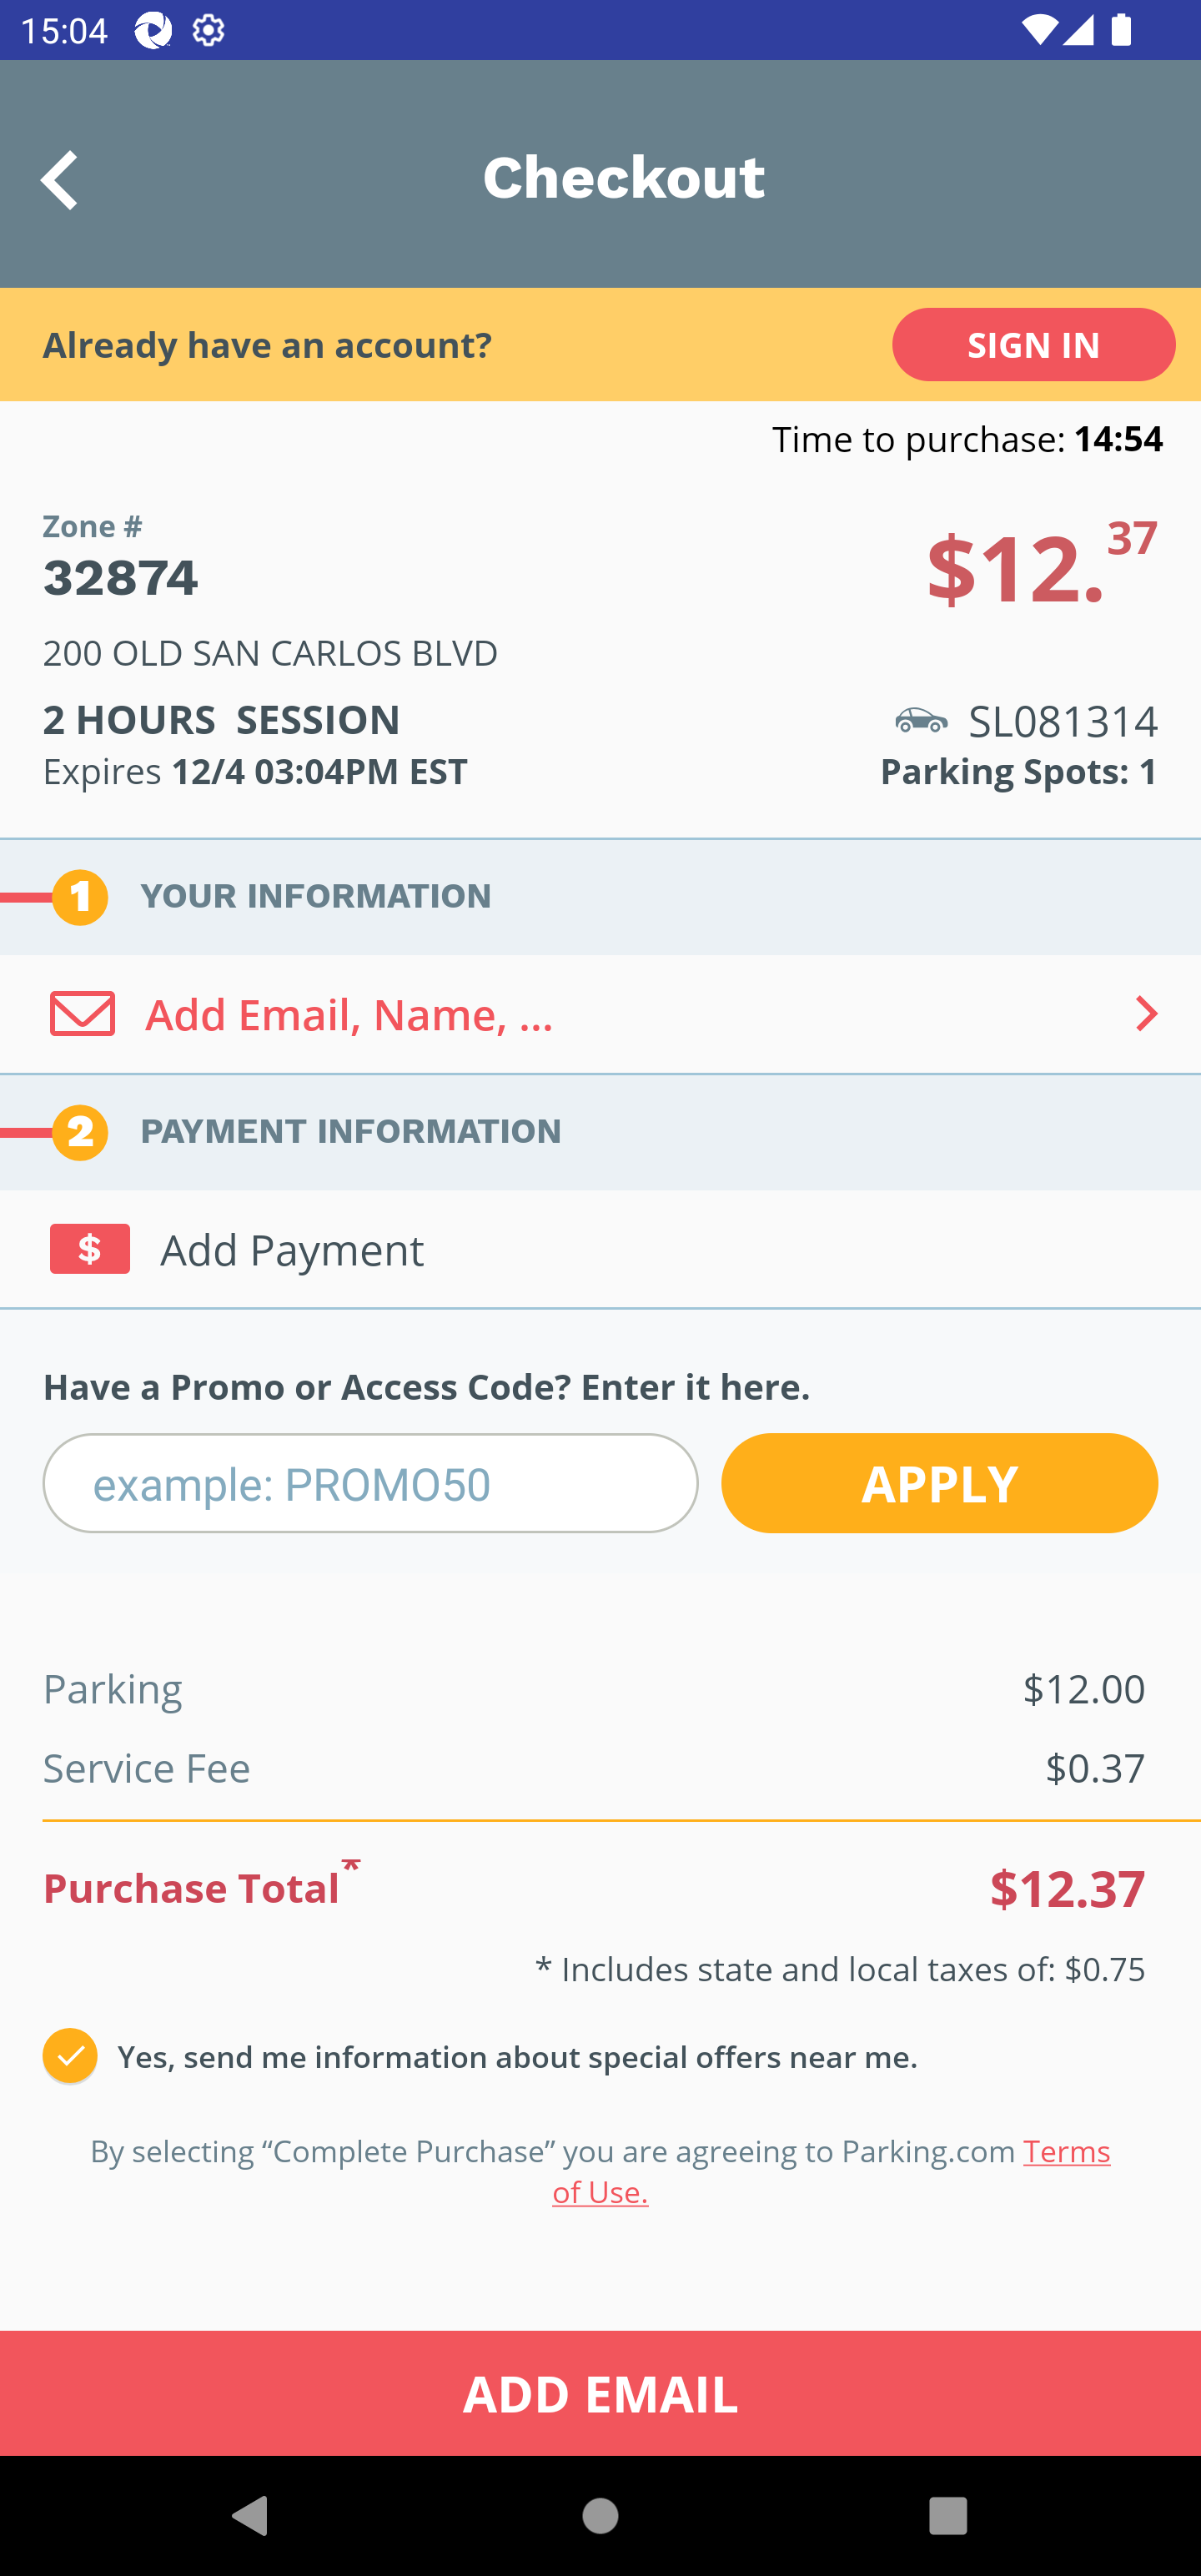 15:04
Checkout
Already have an account?
SIGN IN
Time to purchase: 14:54
Zone #
32874
$12.37
200 OLD SAN CARLOS BLVD
2 HOURS  SESSION
SL081314
Expires 12/4 03:04PM EST
Parking Spots: 1
1 YOUR INFORMATION
Add Email, Name, ...
2 PAYMENT INFORMATION
$ Add Payment
Have a Promo or Access Code? Enter it here.
example: PROMO50
APPLY
Parking $12.00
Service Fee $0.37
Purchase Total* $12.37
* Includes state and local taxes of: $0.75
Yes, send me information about special offers near me.
By selecting “Complete Purchase” you are agreeing to Parking.com Terms
of Use.
ADD EMAIL